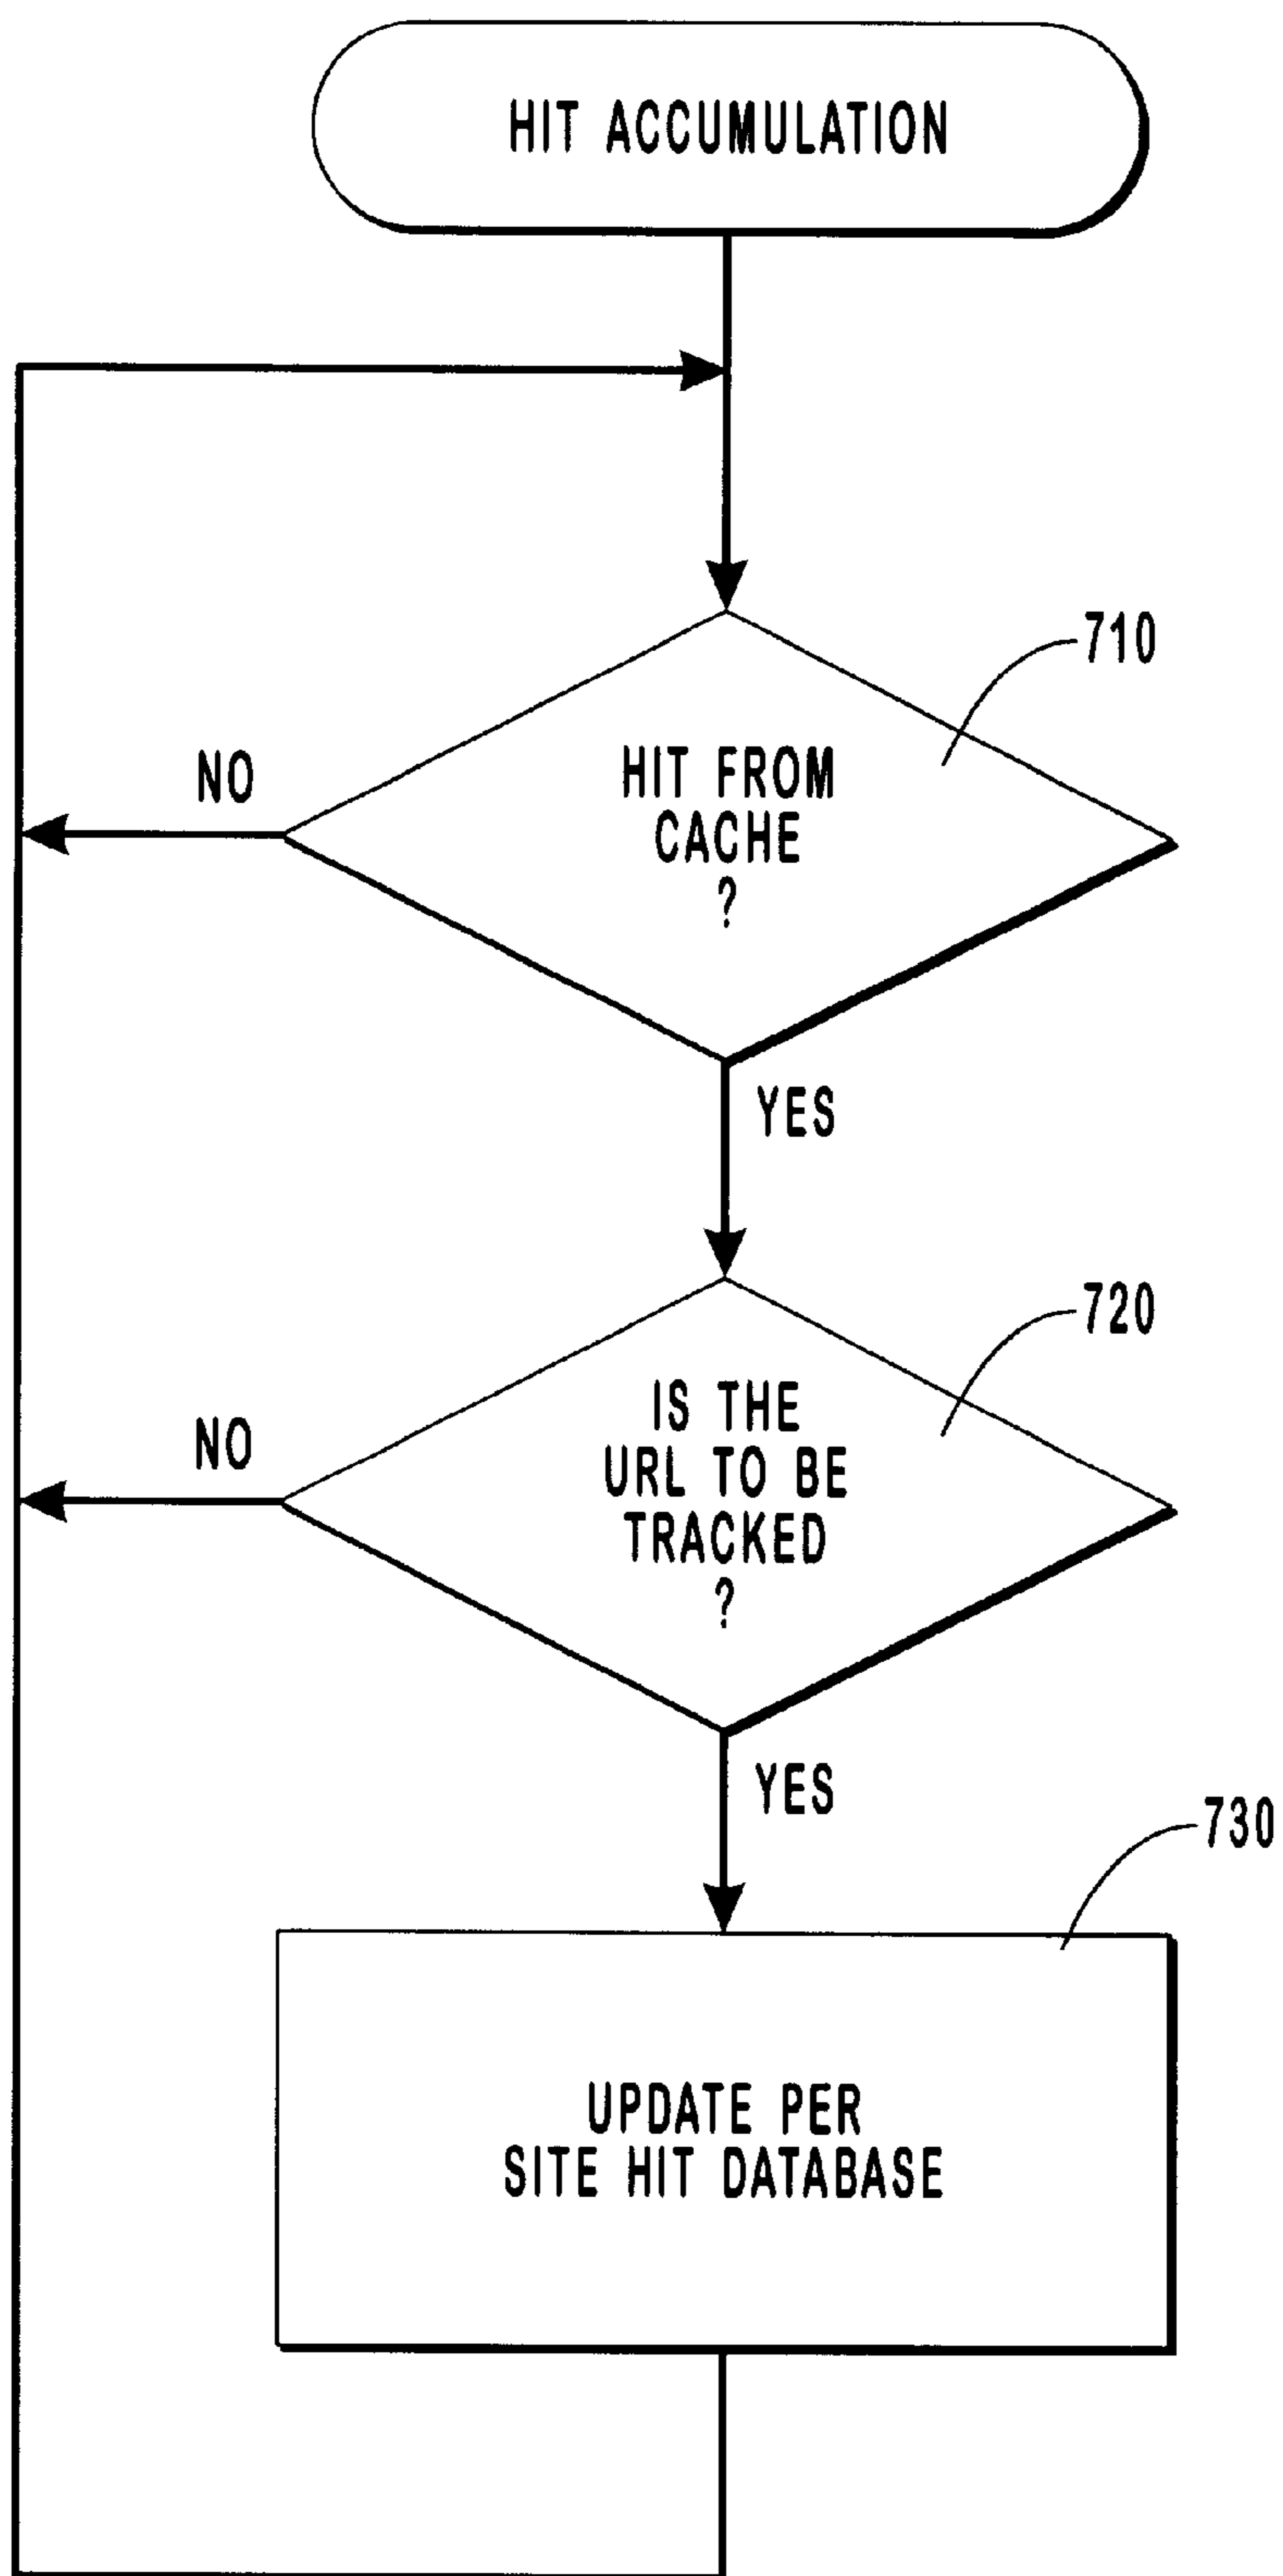 HIT ACCUMULATION
710
HIT FROM
CACHE
?
NO
YES
720
IS THE
URL TO BE
TRACKED
?
NO
YES
730
UPDATE PER
SITE HIT DATABASE